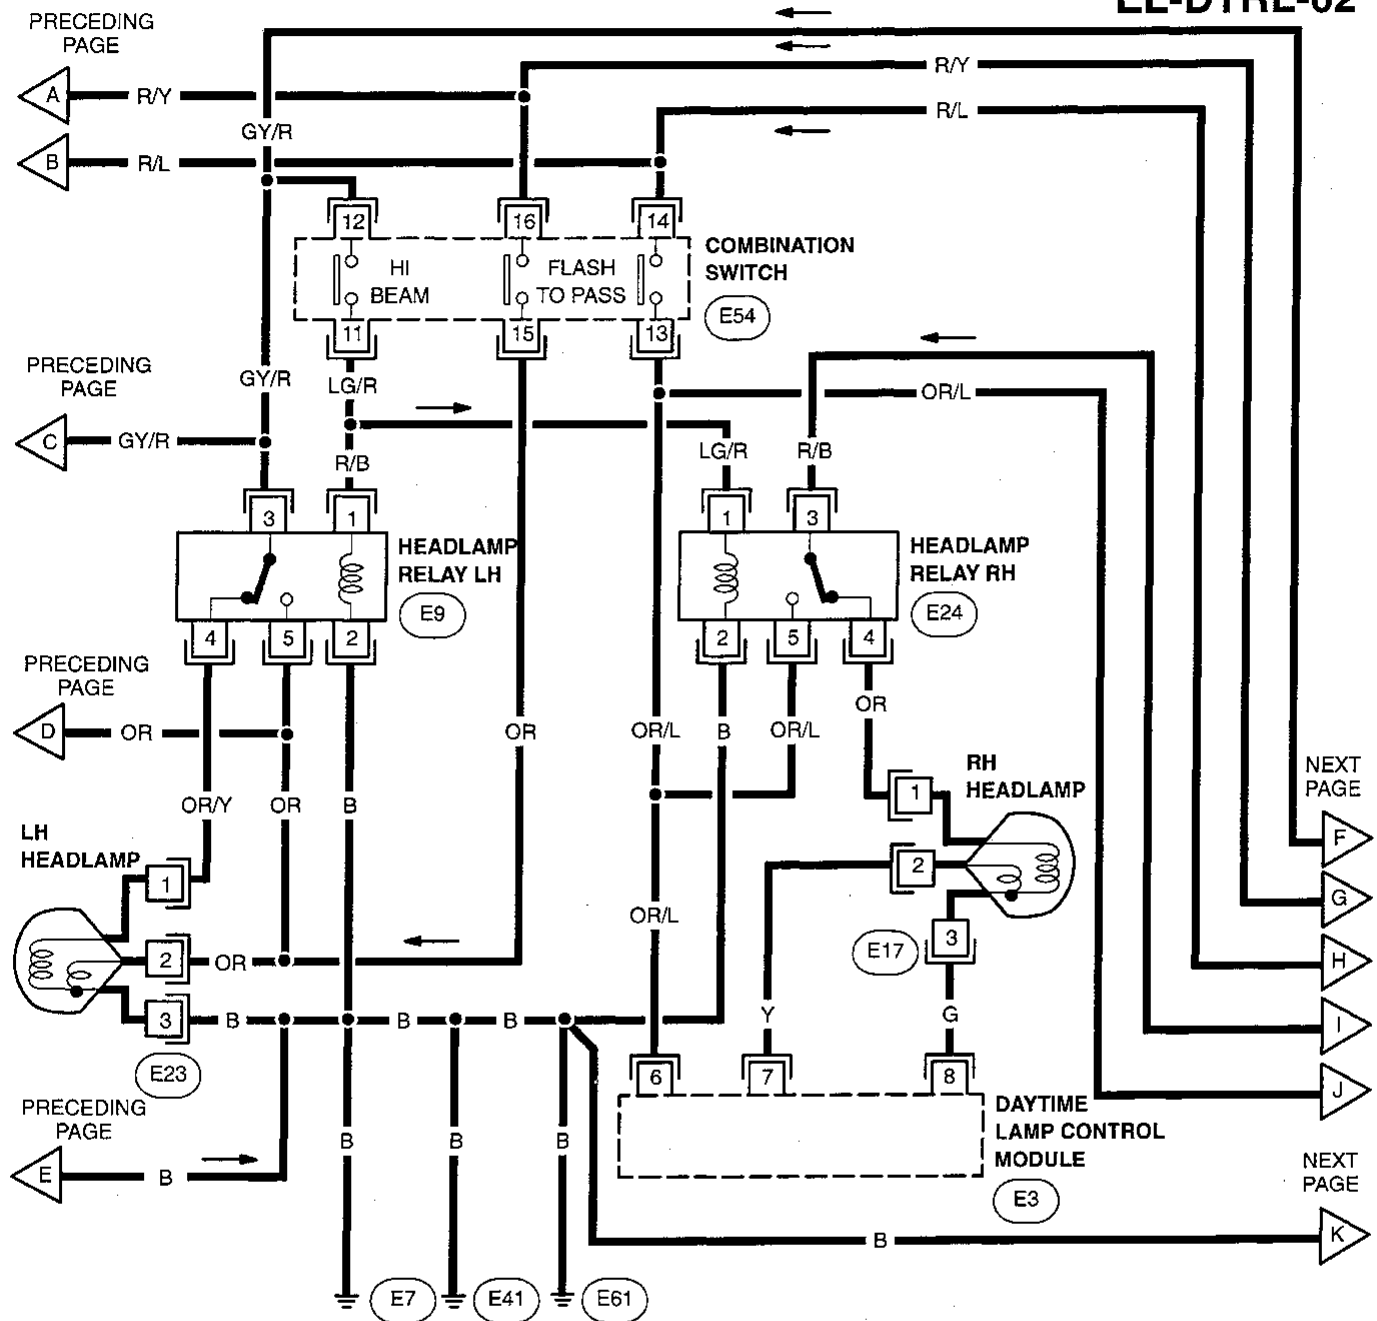 EL-DTRL-02
PRECEDING
PAGE
A
R/Y
R/Y
GY/R
R/L
B
R/L
12
16
14
HI
BEAM
FLASH
TO PASS
COMBINATION
SWITCH
E54
11
15
13
PRECEDING
PAGE
GY/R
LG/R
OR/L
C
GY/R
R/B
LG/R
R/B
3
1
1
3
HEADLAMP
RELAY LH
E9
HEADLAMP
RELAY RH
E24
4
5
2
2
5
4
PRECEDING
PAGE
D
OR
OR
OR/L
B
OR/L
OR
OR/Y
OR
B
RH
HEADLAMP
NEXT
PAGE
LH
HEADLAMP
1
1
F
2
G
OR/L
2
OR
E17
3
H
3
B
B
B
Y
G
I
E23
6
7
8
J
PRECEDING
PAGE
E
B
B
B
B
DAYTIME
LAMP CONTROL
MODULE
E3
NEXT
PAGE
B
K
E7
E41
E61